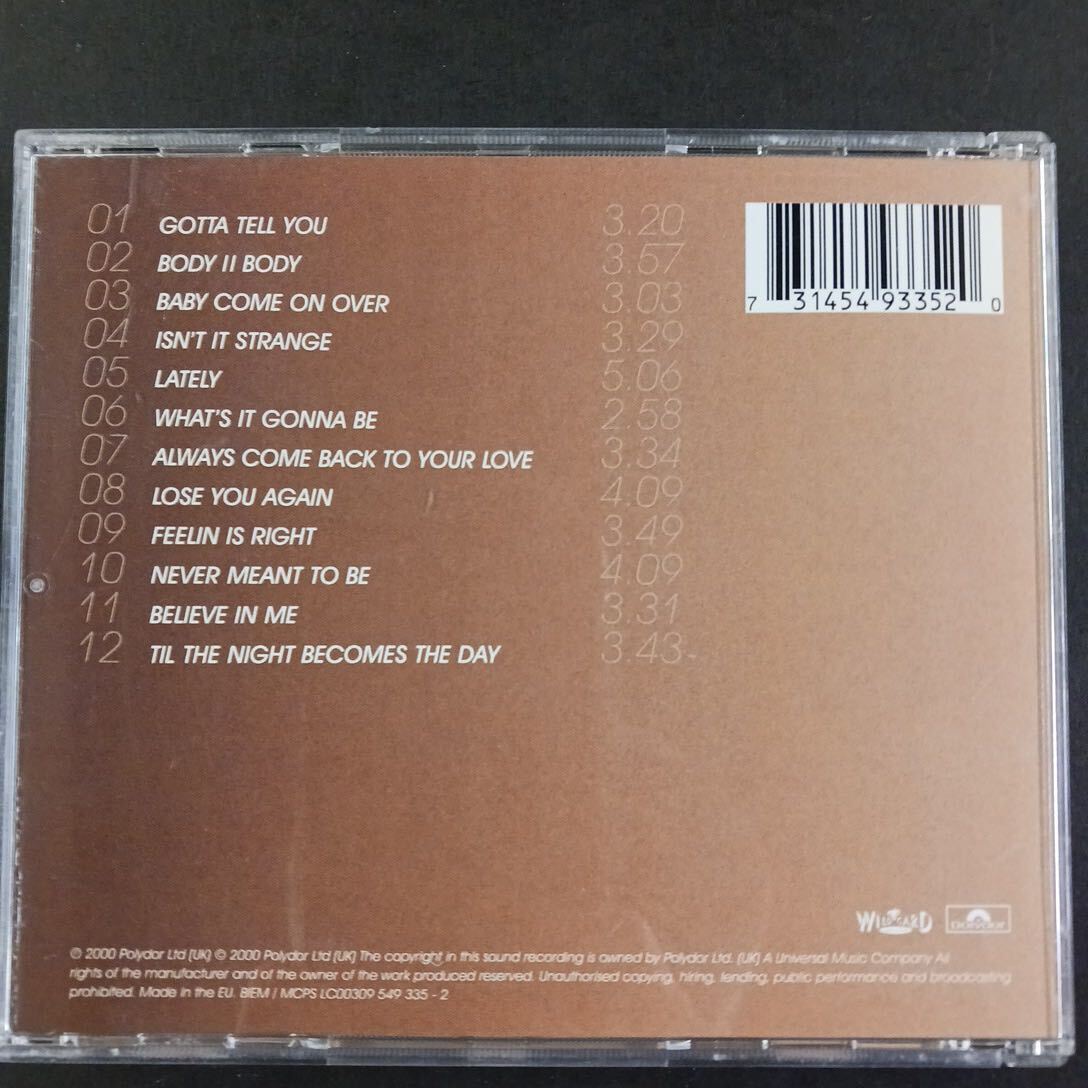 01 GOTTA TELL YOU 3.20
02 BODY II BODY 3.57
03 BABY COME ON OVER 3.03
04 ISN'T IT STRANGE 3.29
05 LATELY 5.06
06 WHAT'S IT GONNA BE 2.58
07 ALWAYS COME BACK TO YOUR LOVE 3.34
08 LOSE YOU AGAIN 4.09
09 FEELIN IS RIGHT 3.49
10 NEVER MEANT TO BE 4.09
11 BELIEVE IN ME 3.31
12 TIL THE NIGHT BECOMES THE DAY 3.43
7 31454 93352 0
WILDCARD
POLYDOR
℗ 2000 Polydor Ltd (UK) © 2000 Polydor Ltd (UK) The copyright in this sound recording is owned by Polydor Ltd. (UK) A Universal Music Company All
rights of the manufacturer and of the owner of the work produced reserved. Unauthorised copying, hiring, lending, public performance and broadcasting
prohibited. Made in the EU. BIEM / MCPS LC00309 549 335 - 2